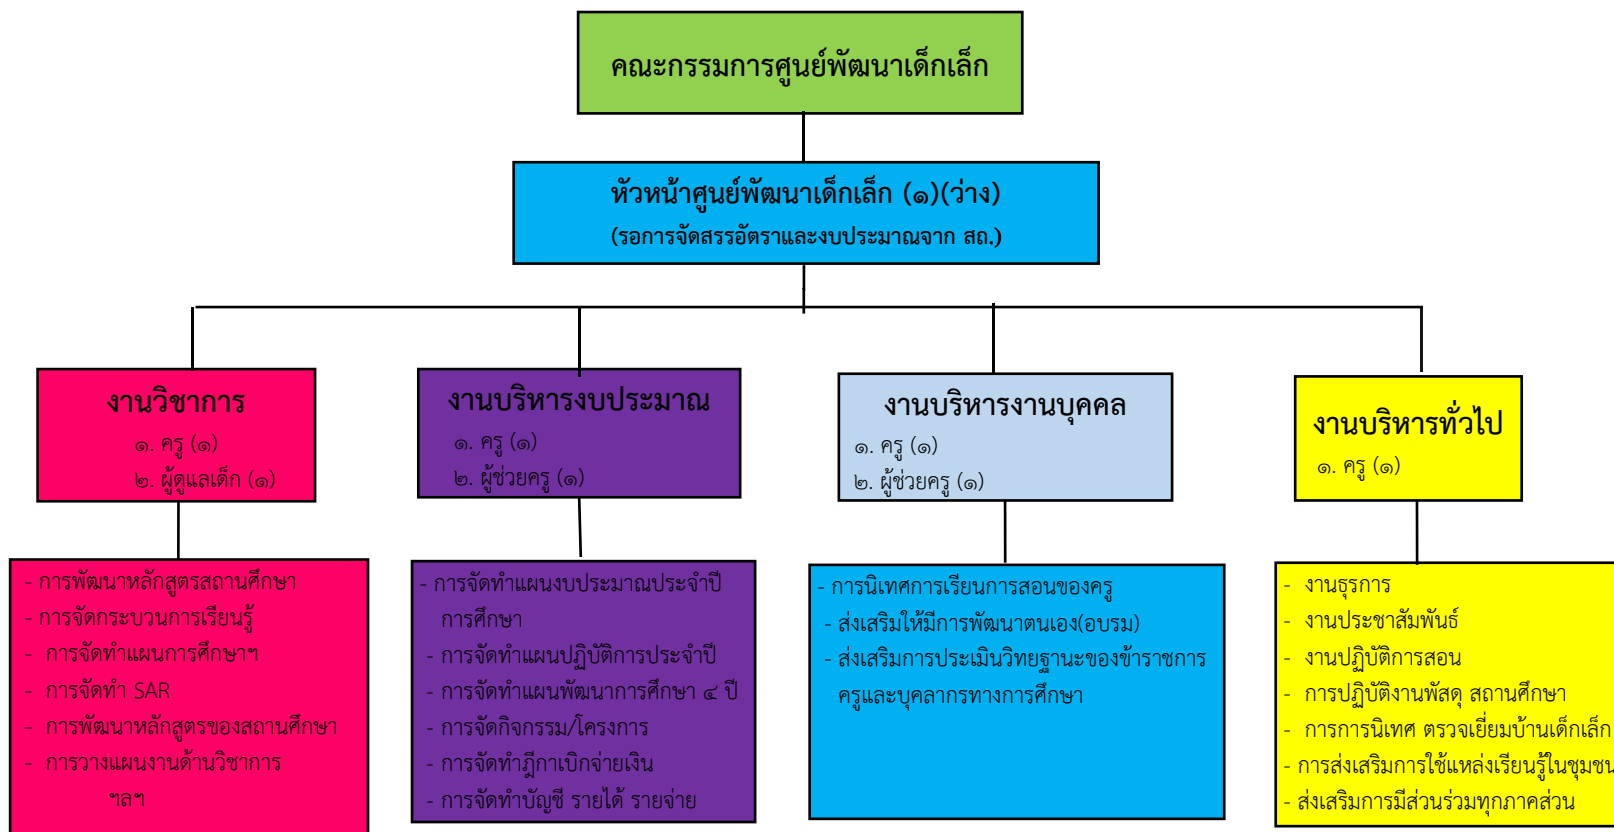 คณะกรรมการศูนย์พัฒนาเด็กเล็ก
หัวหน้าศูนย์พัฒนาเด็กเล็ก (๑)(ว่าง)
(รอการจัดสรรอัตราและงบประมาณจาก สถ.)
งานวิชาการ
๑. ครู (๑)
๒. ผู้ดูแลเด็ก (๑)
งานบริหารงบประมาณ
๑. ครู (๑)
๒. ผู้ช่วยครู (๑)
งานบริหารงานบุคคล
๑. ครู (๑)
๒. ผู้ช่วยครู (๑)
งานบริหารทั่วไป
๑. ครู (๑)
- การพัฒนาหลักสูตรสถานศึกษา
- การจัดกระบวนการเรียนรู้
- การจัดทำแผนการศึกษาฯ
- การจัดทำ SAR
- การพัฒนาหลักสูตรของสถานศึกษา
- การวางแผนงานด้านวิชาการ
ฯลฯ
- การจัดทำแผนงบประมาณประจำปี
การศึกษา
- การจัดทำแผนปฏิบัติการประจำปี
- การจัดทำแผนพัฒนาการศึกษา ๔ ปี
- การจัดกิจกรรม/โครงการ
- การจัดทำฎีกาเบิกจ่ายเงิน
- การจัดทำบัญชี รายได้ รายจ่าย
- การนิเทศการเรียนการสอนของครู
- ส่งเสริมให้มีการพัฒนาตนเอง(อบรม)
- ส่งเสริมการประเมินวิทยฐานะของข้าราชการ
ครูและบุคลากรทางการศึกษา
- งานธุรการ
- งานประชาสัมพันธ์
- งานปฏิบัติการสอน
- การปฏิบัติงานพัสดุ สถานศึกษา
- การการนิเทศ ตรวจเยี่ยมบ้านเด็กเล็ก
- การส่งเสริมการใช้แหล่งเรียนรู้ในชุมชน
- ส่งเสริมการมีส่วนร่วมทุกภาคส่วน